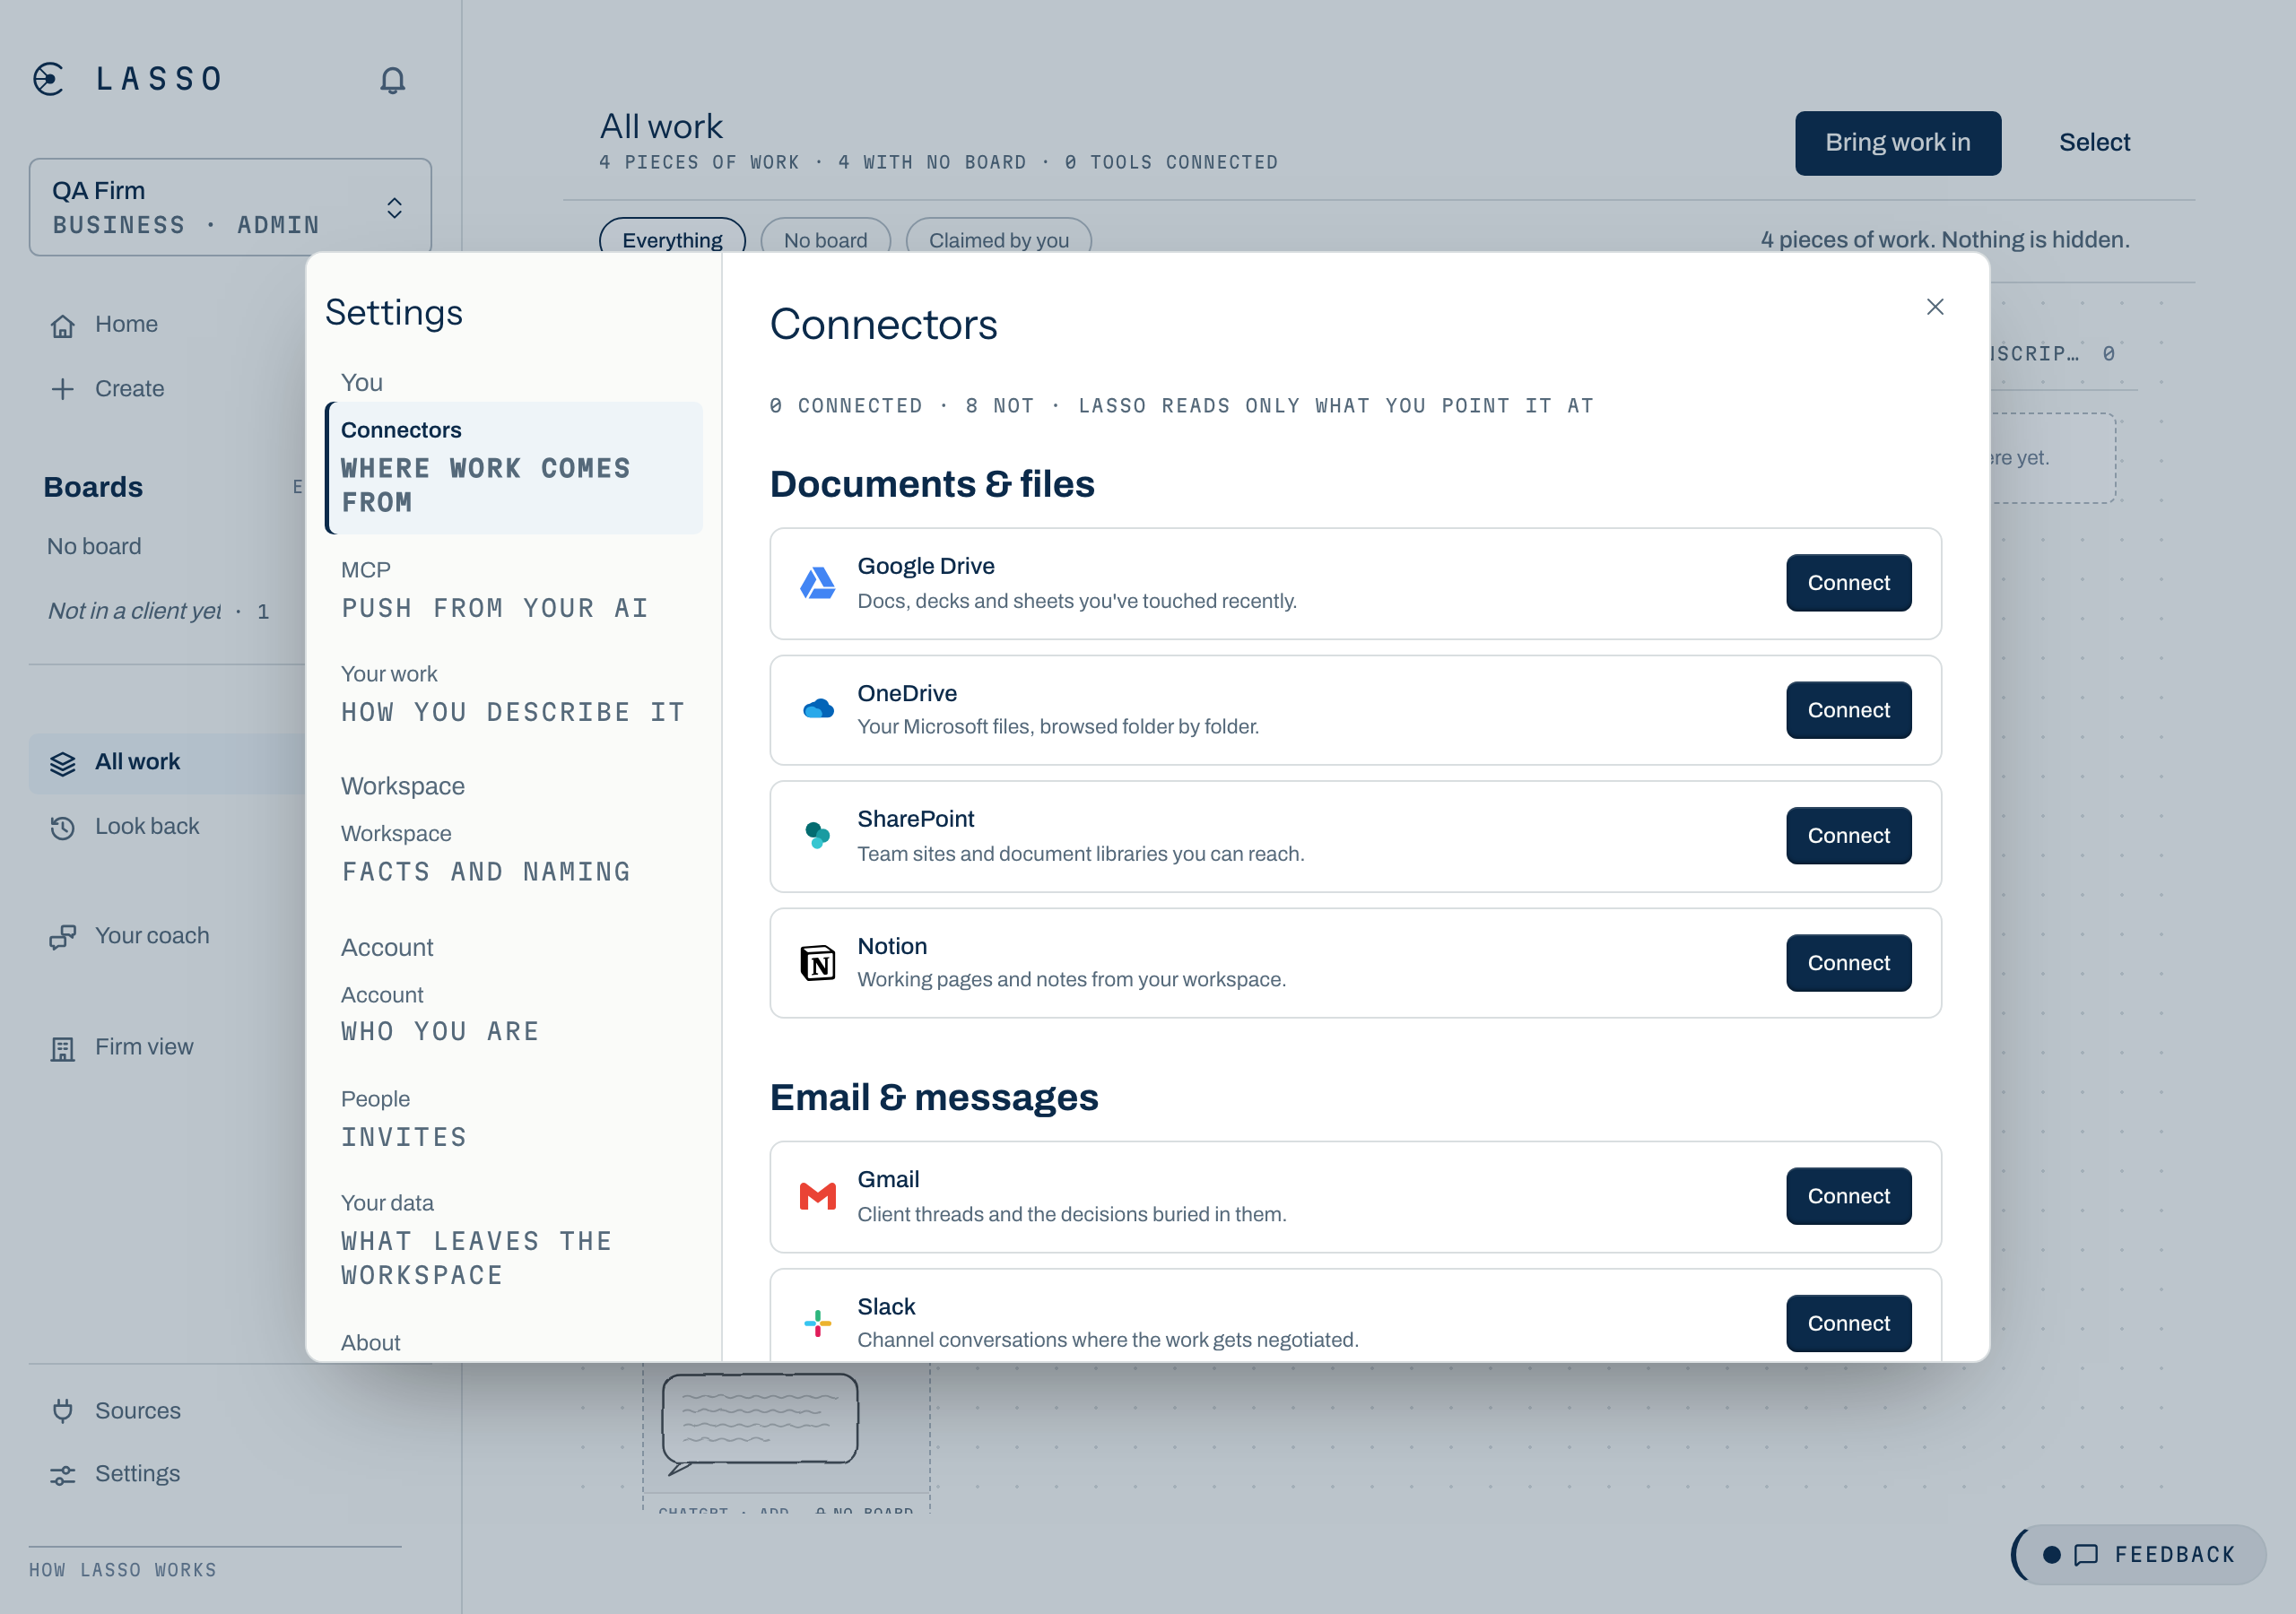 LASSO
QA Firm
BUSINESS · ADMIN
Home
Create
Boards
E
No board
Not in a client yet · 1
All work
Look back
Your coach
Firm view
Sources
Settings
HOW LASSO WORKS
All work
4 PIECES OF WORK · 4 WITH NO BOARD · 0 TOOLS CONNECTED
Bring work in
Select
Everything
No board
Claimed by you
4 pieces of work. Nothing is hidden.
0
yet.
Settings
You
Connectors
WHERE WORK COMES
FROM
MCP
PUSH FROM YOUR AI
Your work
HOW YOU DESCRIBE IT
Workspace
Workspace
FACTS AND NAMING
Account
Account
WHO YOU ARE
People
INVITES
Your data
WHAT LEAVES THE
WORKSPACE
About
Connectors
0 CONNECTED · 8 NOT · LASSO READS ONLY WHAT YOU POINT IT AT
Documents & files
Google Drive
Docs, decks and sheets you've touched recently.
Connect
OneDrive
Your Microsoft files, browsed folder by folder.
Connect
SharePoint
Team sites and document libraries you can reach.
Connect
Notion
Working pages and notes from your workspace.
Connect
Email & messages
Gmail
Client threads and the decisions buried in them.
Connect
Slack
Channel conversations where the work gets negotiated.
Connect
CHATGPT · ADD
NO BOARD
FEEDBACK